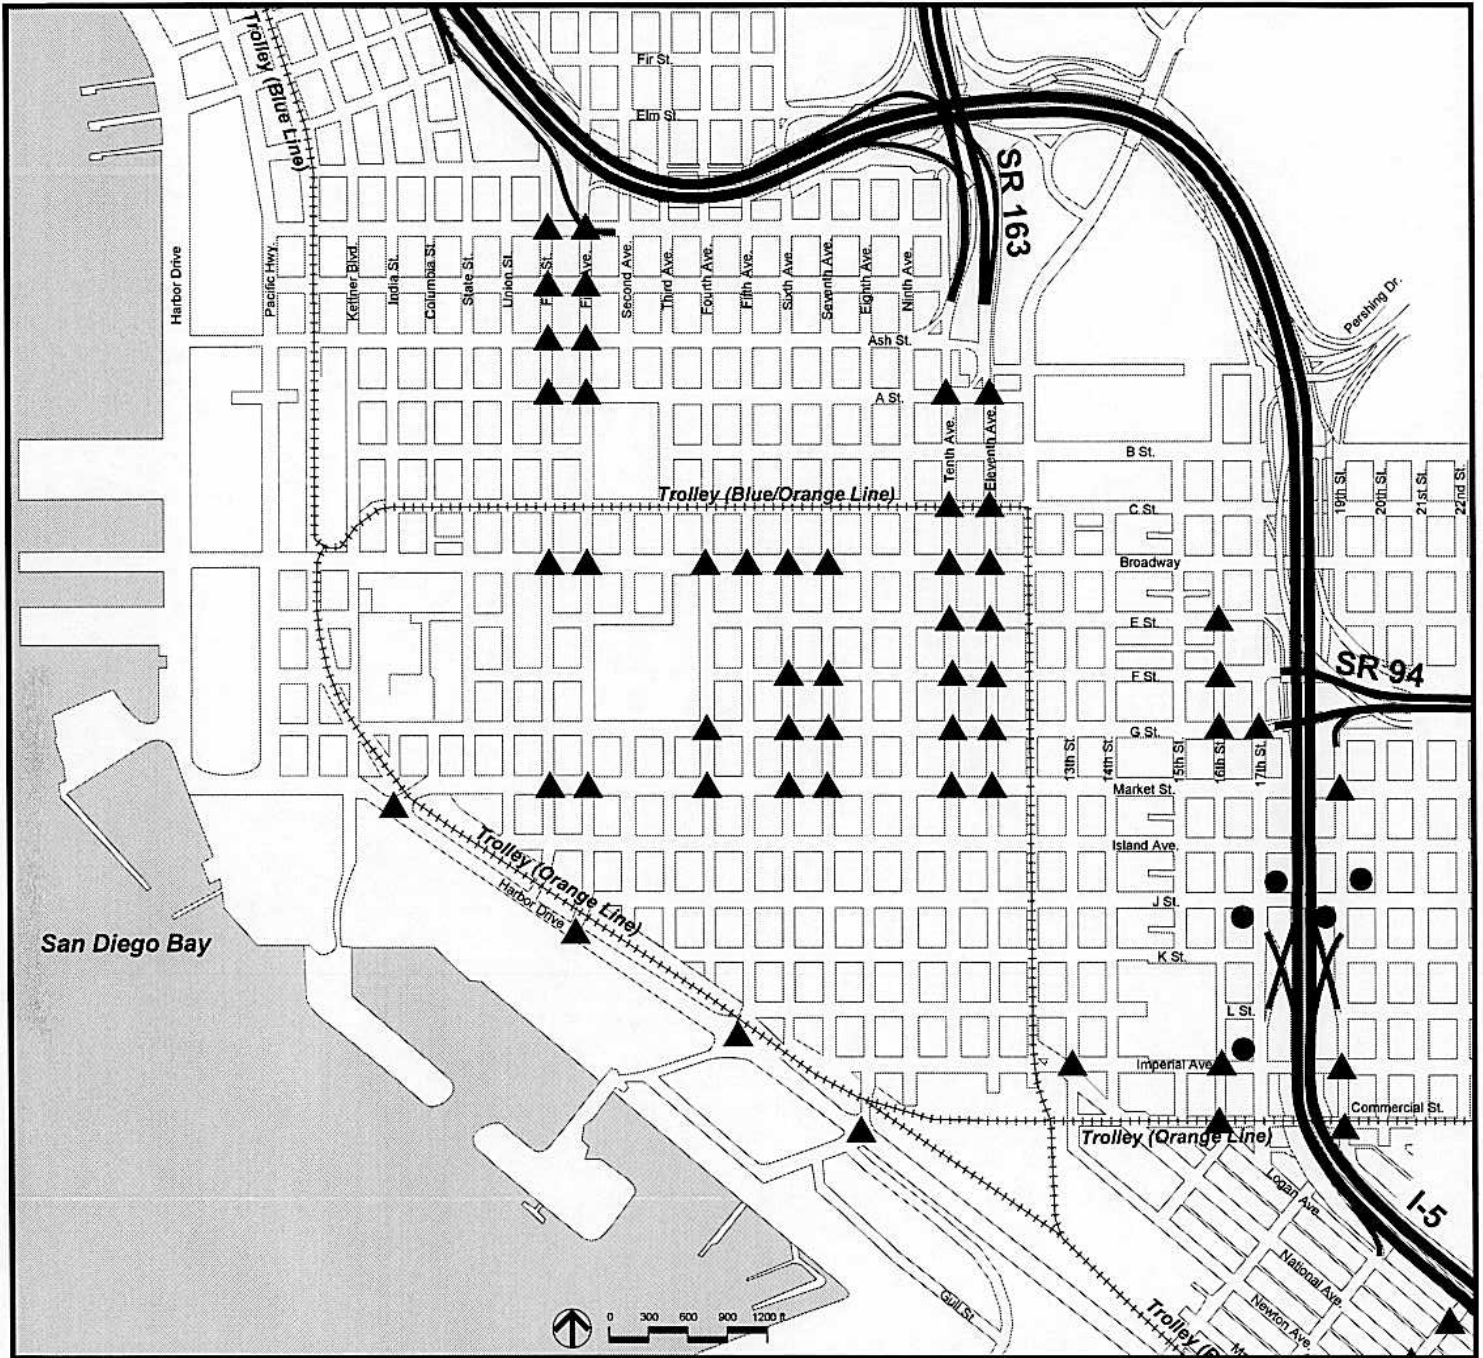 Fir St.
Elm St
Trolley (Blue Line)
SR 163
Harbor Drive
Pacific Hwy.
Kettner Blvd.
India St.
Columbia St.
State St.
Union St.
Second Ave.
Third Ave.
Fourth Ave.
Fifth Ave.
Sixth Ave.
Seventh Ave.
Eighth Ave.
Ninth Ave.
Pershing Dr.
Ash St.
A St.
Tenth Ave.
Eleventh Ave.
B St.
Trolley (Blue/Orange Line)
19th St.
20th St.
21st St.
22nd St.
C St.
Broadway
E St.
F St.
SR 94
G St.
13th St.
14th St.
15th St
16th St.
17th St.
Market St.
Trolley (Orange Line)
Harbor Drive
Island Ave.
J St.
San Diego Bay
K St.
L St.
Imperial Ave
Commercial St.
Trolley (Orange Line)
Logan Ave.
I-5
National Ave.
Newton Ave.
Gull St
Trolley
0 300 600 900 1200 ft